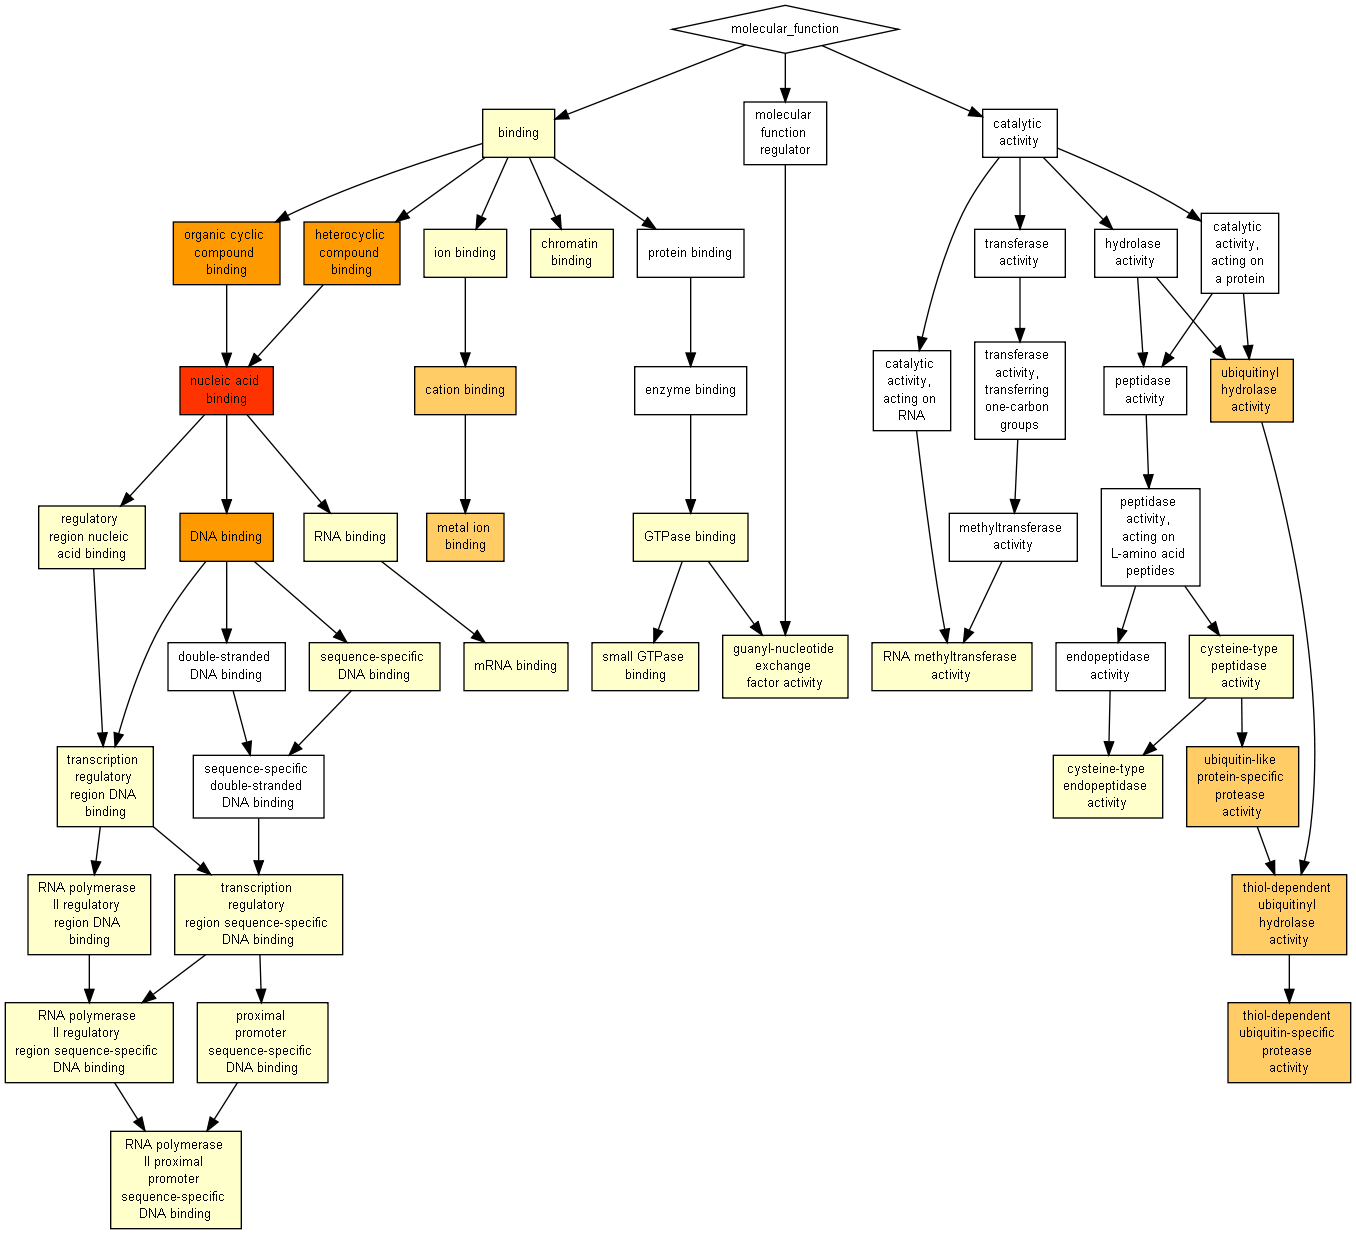 molecular_function
binding
molecular
function
regulator
catalytic
activity
organic cyclic
compound
binding
heterocyclic
compound
binding
ion binding
chromatin
binding
protein binding
transferase
activity
hydrolase
activity
catalytic
activity,
acting on
a protein
nucleic acid
binding
cation binding
enzyme binding
catalytic
activity,
acting on
RNA
transferase
activity,
transferring
one-carbon
groups
peptidase
activity
ubiquitinyl
hydrolase
activity
regulatory
region nucleic
acid binding
DNA binding
RNA binding
metal ion
binding
GTPase binding
methyltransferase
activity
peptidase
activity,
acting on
L-amino acid
peptides
double-stranded
DNA binding
sequence-specific
DNA binding
mRNA binding
small GTPase
binding
guanyl-nucleotide
exchange
factor activity
RNA methyltransferase
activity
endopeptidase
activity
cysteine-type
peptidase
activity
transcription
regulatory
region DNA
binding
sequence-specific
double-stranded
DNA binding
cysteine-type
endopeptidase
activity
ubiquitin-like
protein-specific
protease
activity
RNA polymerase
II regulatory
region DNA
binding
transcription
regulatory
region sequence-specific
DNA binding
thiol-dependent
ubiquitinyl
hydrolase
activity
RNA polymerase
II regulatory
region sequence-specific
DNA binding
proximal
promoter
sequence-specific
DNA binding
thiol-dependent
ubiquitin-specific
protease
activity
RNA polymerase
II proximal
promoter
sequence-specific
DNA binding